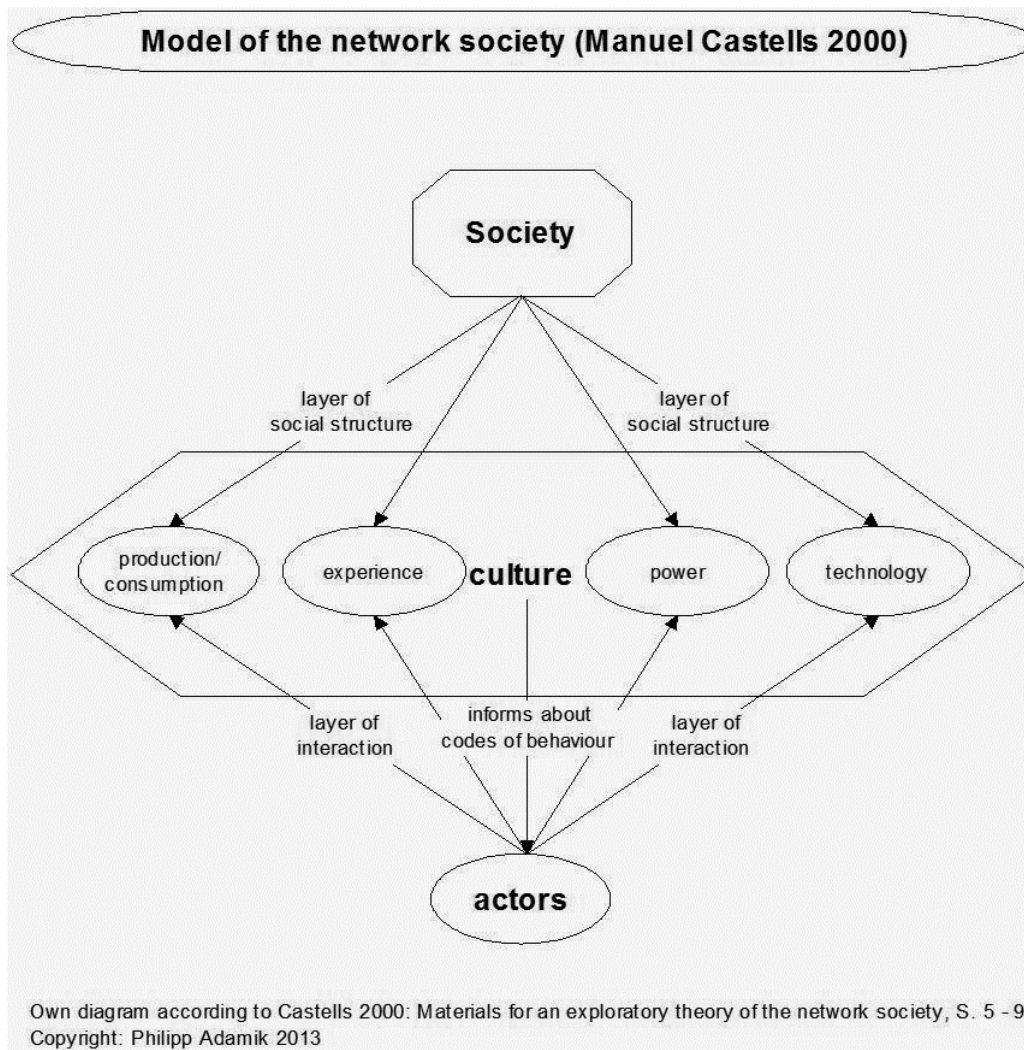 Model of the network society (Manuel Castells 2000)
Society
layer of
social structure
layer of
social structure
production/
consumption
experience
culture
power
technology
layer of
interaction
informs about
codes of behaviour
layer of
interaction
actors
Own diagram according to Castells 2000: Materials for an exploratory theory of the network society, S. 5 - 9
Copyright: Philipp Adamik 2013